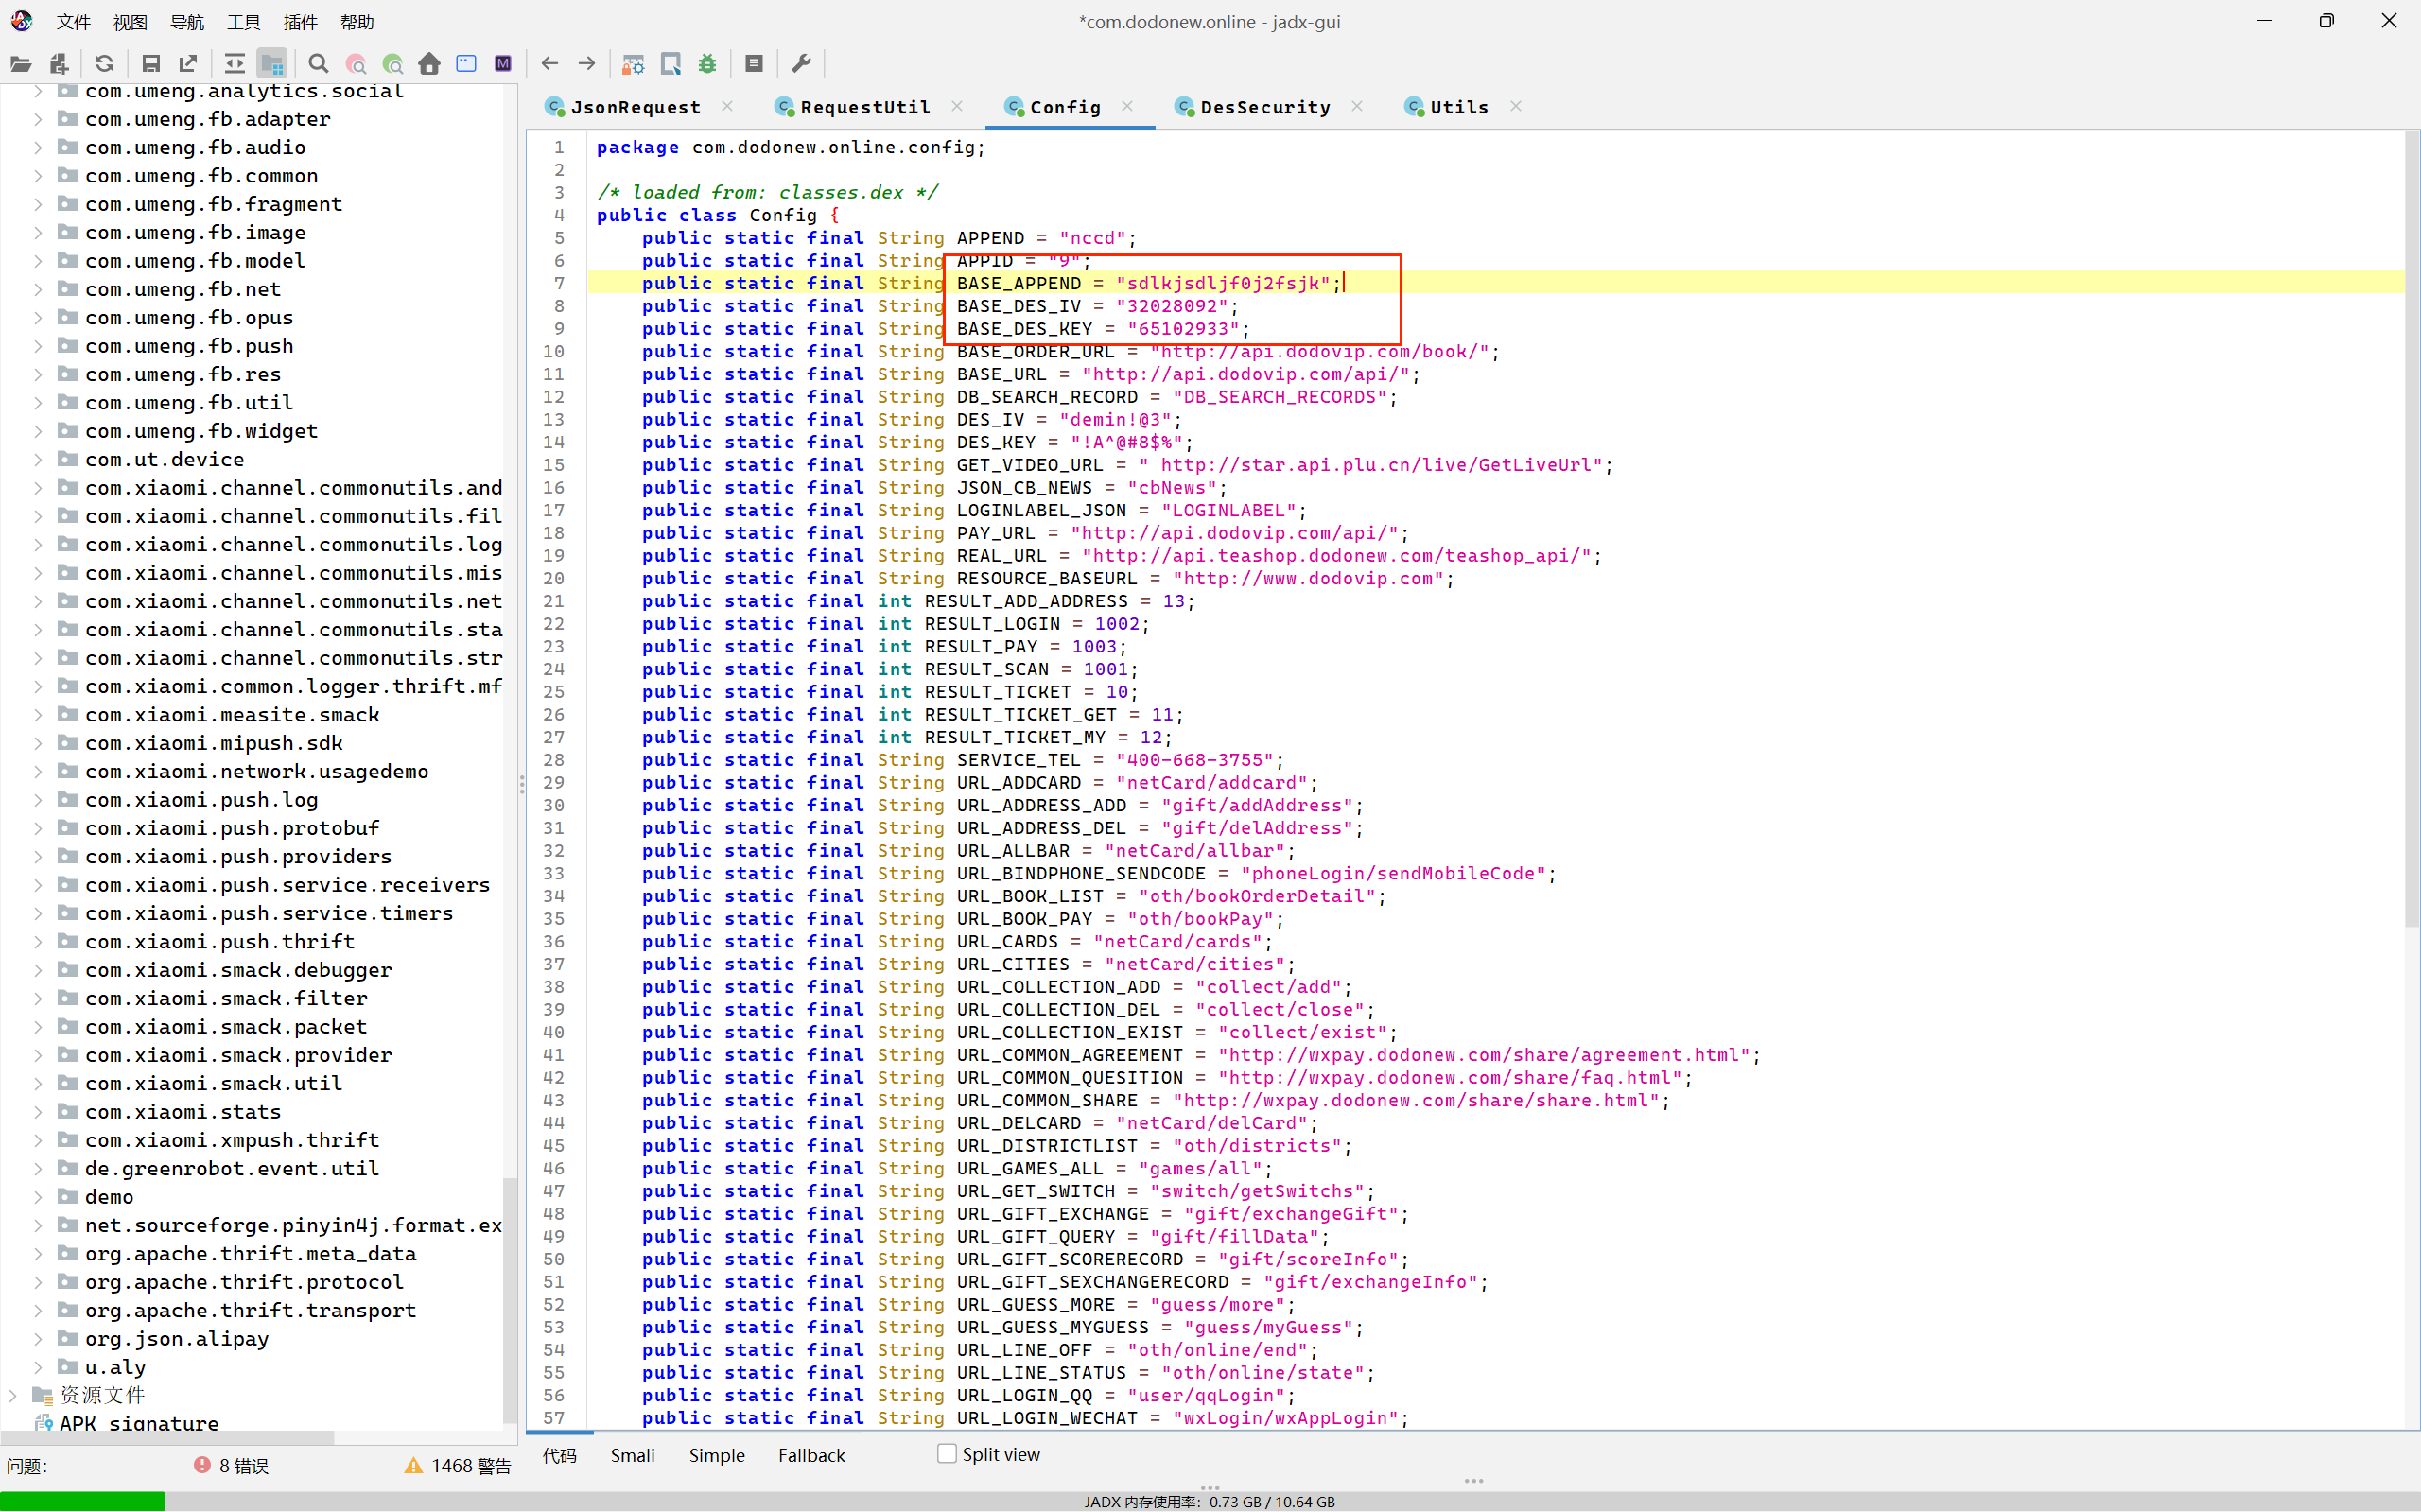 文件 视图 导航 工具 插件 帮助
*com.dodonew.online - jadx-gui
com.umeng.analytics.social
com.umeng.fb.adapter
com.umeng.fb.audio
com.umeng.fb.common
com.umeng.fb.fragment
com.umeng.fb.image
com.umeng.fb.model
com.umeng.fb.net
com.umeng.fb.opus
com.umeng.fb.push
com.umeng.fb.res
com.umeng.fb.util
com.umeng.fb.widget
com.ut.device
com.xiaomi.channel.commonutils.and
com.xiaomi.channel.commonutils.fil
com.xiaomi.channel.commonutils.log
com.xiaomi.channel.commonutils.mis
com.xiaomi.channel.commonutils.net
com.xiaomi.channel.commonutils.sta
com.xiaomi.channel.commonutils.str
com.xiaomi.common.logger.thrift.mf
com.xiaomi.measite.smack
com.xiaomi.mipush.sdk
com.xiaomi.network.usagedemo
com.xiaomi.push.log
com.xiaomi.push.protobuf
com.xiaomi.push.providers
com.xiaomi.push.service.receivers
com.xiaomi.push.service.timers
com.xiaomi.push.thrift
com.xiaomi.smack.debugger
com.xiaomi.smack.filter
com.xiaomi.smack.packet
com.xiaomi.smack.provider
com.xiaomi.smack.util
com.xiaomi.stats
com.xiaomi.xmpush.thrift
de.greenrobot.event.util
demo
net.sourceforge.pinyin4j.format.ex
org.apache.thrift.meta_data
org.apache.thrift.protocol
org.apache.thrift.transport
org.json.alipay
u.aly
资源文件
APK signature
问题: 8 错误 1468 警告
JsonRequest RequestUtil Config DesSecurity Utils
1 package com.dodonew.online.config;
2
3 /* loaded from: classes.dex */
4 public class Config {
5 public static final String APPEND = "nccd";
6 public static final String APPID = "9";
7 public static final String BASE_APPEND = "sdlkjsdljf0j2fsjk";
8 public static final String BASE_DES_IV = "32028092";
9 public static final String BASE_DES_KEY = "65102933";
10 public static final String BASE_ORDER_URL = "http://api.dodovip.com/book/";
11 public static final String BASE_URL = "http://api.dodovip.com/api/";
12 public static final String DB_SEARCH_RECORD = "DB_SEARCH_RECORDS";
13 public static final String DES_IV = "demin!@3";
14 public static final String DES_KEY = "!A^@#8$%";
15 public static final String GET_VIDEO_URL = " http://star.api.plu.cn/live/GetLiveUrl";
16 public static final String JSON_CB_NEWS = "cbNews";
17 public static final String LOGINLABEL_JSON = "LOGINLABEL";
18 public static final String PAY_URL = "http://api.dodovip.com/api/";
19 public static final String REAL_URL = "http://api.teashop.dodonew.com/teashop_api/";
20 public static final String RESOURCE_BASEURL = "http://www.dodovip.com";
21 public static final int RESULT_ADD_ADDRESS = 13;
22 public static final int RESULT_LOGIN = 1002;
23 public static final int RESULT_PAY = 1003;
24 public static final int RESULT_SCAN = 1001;
25 public static final int RESULT_TICKET = 10;
26 public static final int RESULT_TICKET_GET = 11;
27 public static final int RESULT_TICKET_MY = 12;
28 public static final String SERVICE_TEL = "400-668-3755";
29 public static final String URL_ADDCARD = "netCard/addcard";
30 public static final String URL_ADDRESS_ADD = "gift/addAddress";
31 public static final String URL_ADDRESS_DEL = "gift/delAddress";
32 public static final String URL_ALLBAR = "netCard/allbar";
33 public static final String URL_BINDPHONE_SENDCODE = "phoneLogin/sendMobileCode";
34 public static final String URL_BOOK_LIST = "oth/bookOrderDetail";
35 public static final String URL_BOOK_PAY = "oth/bookPay";
36 public static final String URL_CARDS = "netCard/cards";
37 public static final String URL_CITIES = "netCard/cities";
38 public static final String URL_COLLECTION_ADD = "collect/add";
39 public static final String URL_COLLECTION_DEL = "collect/close";
40 public static final String URL_COLLECTION_EXIST = "collect/exist";
41 public static final String URL_COMMON_AGREEMENT = "http://wxpay.dodonew.com/share/agreement.html";
42 public static final String URL_COMMON_QUESITION = "http://wxpay.dodonew.com/share/faq.html";
43 public static final String URL_COMMON_SHARE = "http://wxpay.dodonew.com/share/share.html";
44 public static final String URL_DELCARD = "netCard/delCard";
45 public static final String URL_DISTRICTLIST = "oth/districts";
46 public static final String URL_GAMES_ALL = "games/all";
47 public static final String URL_GET_SWITCH = "switch/getSwitchs";
48 public static final String URL_GIFT_EXCHANGE = "gift/exchangeGift";
49 public static final String URL_GIFT_QUERY = "gift/fillData";
50 public static final String URL_GIFT_SCORERECORD = "gift/scoreInfo";
51 public static final String URL_GIFT_SEXCHANGERECORD = "gift/exchangeInfo";
52 public static final String URL_GUESS_MORE = "guess/more";
53 public static final String URL_GUESS_MYGUESS = "guess/myGuess";
54 public static final String URL_LINE_OFF = "oth/online/end";
55 public static final String URL_LINE_STATUS = "oth/online/state";
56 public static final String URL_LOGIN_QQ = "user/qqLogin";
57 public static final String URL_LOGIN_WECHAT = "wxLogin/wxAppLogin";
代码 Smali Simple Fallback Split view
JADX 内存使用率: 0.73 GB / 10.64 GB